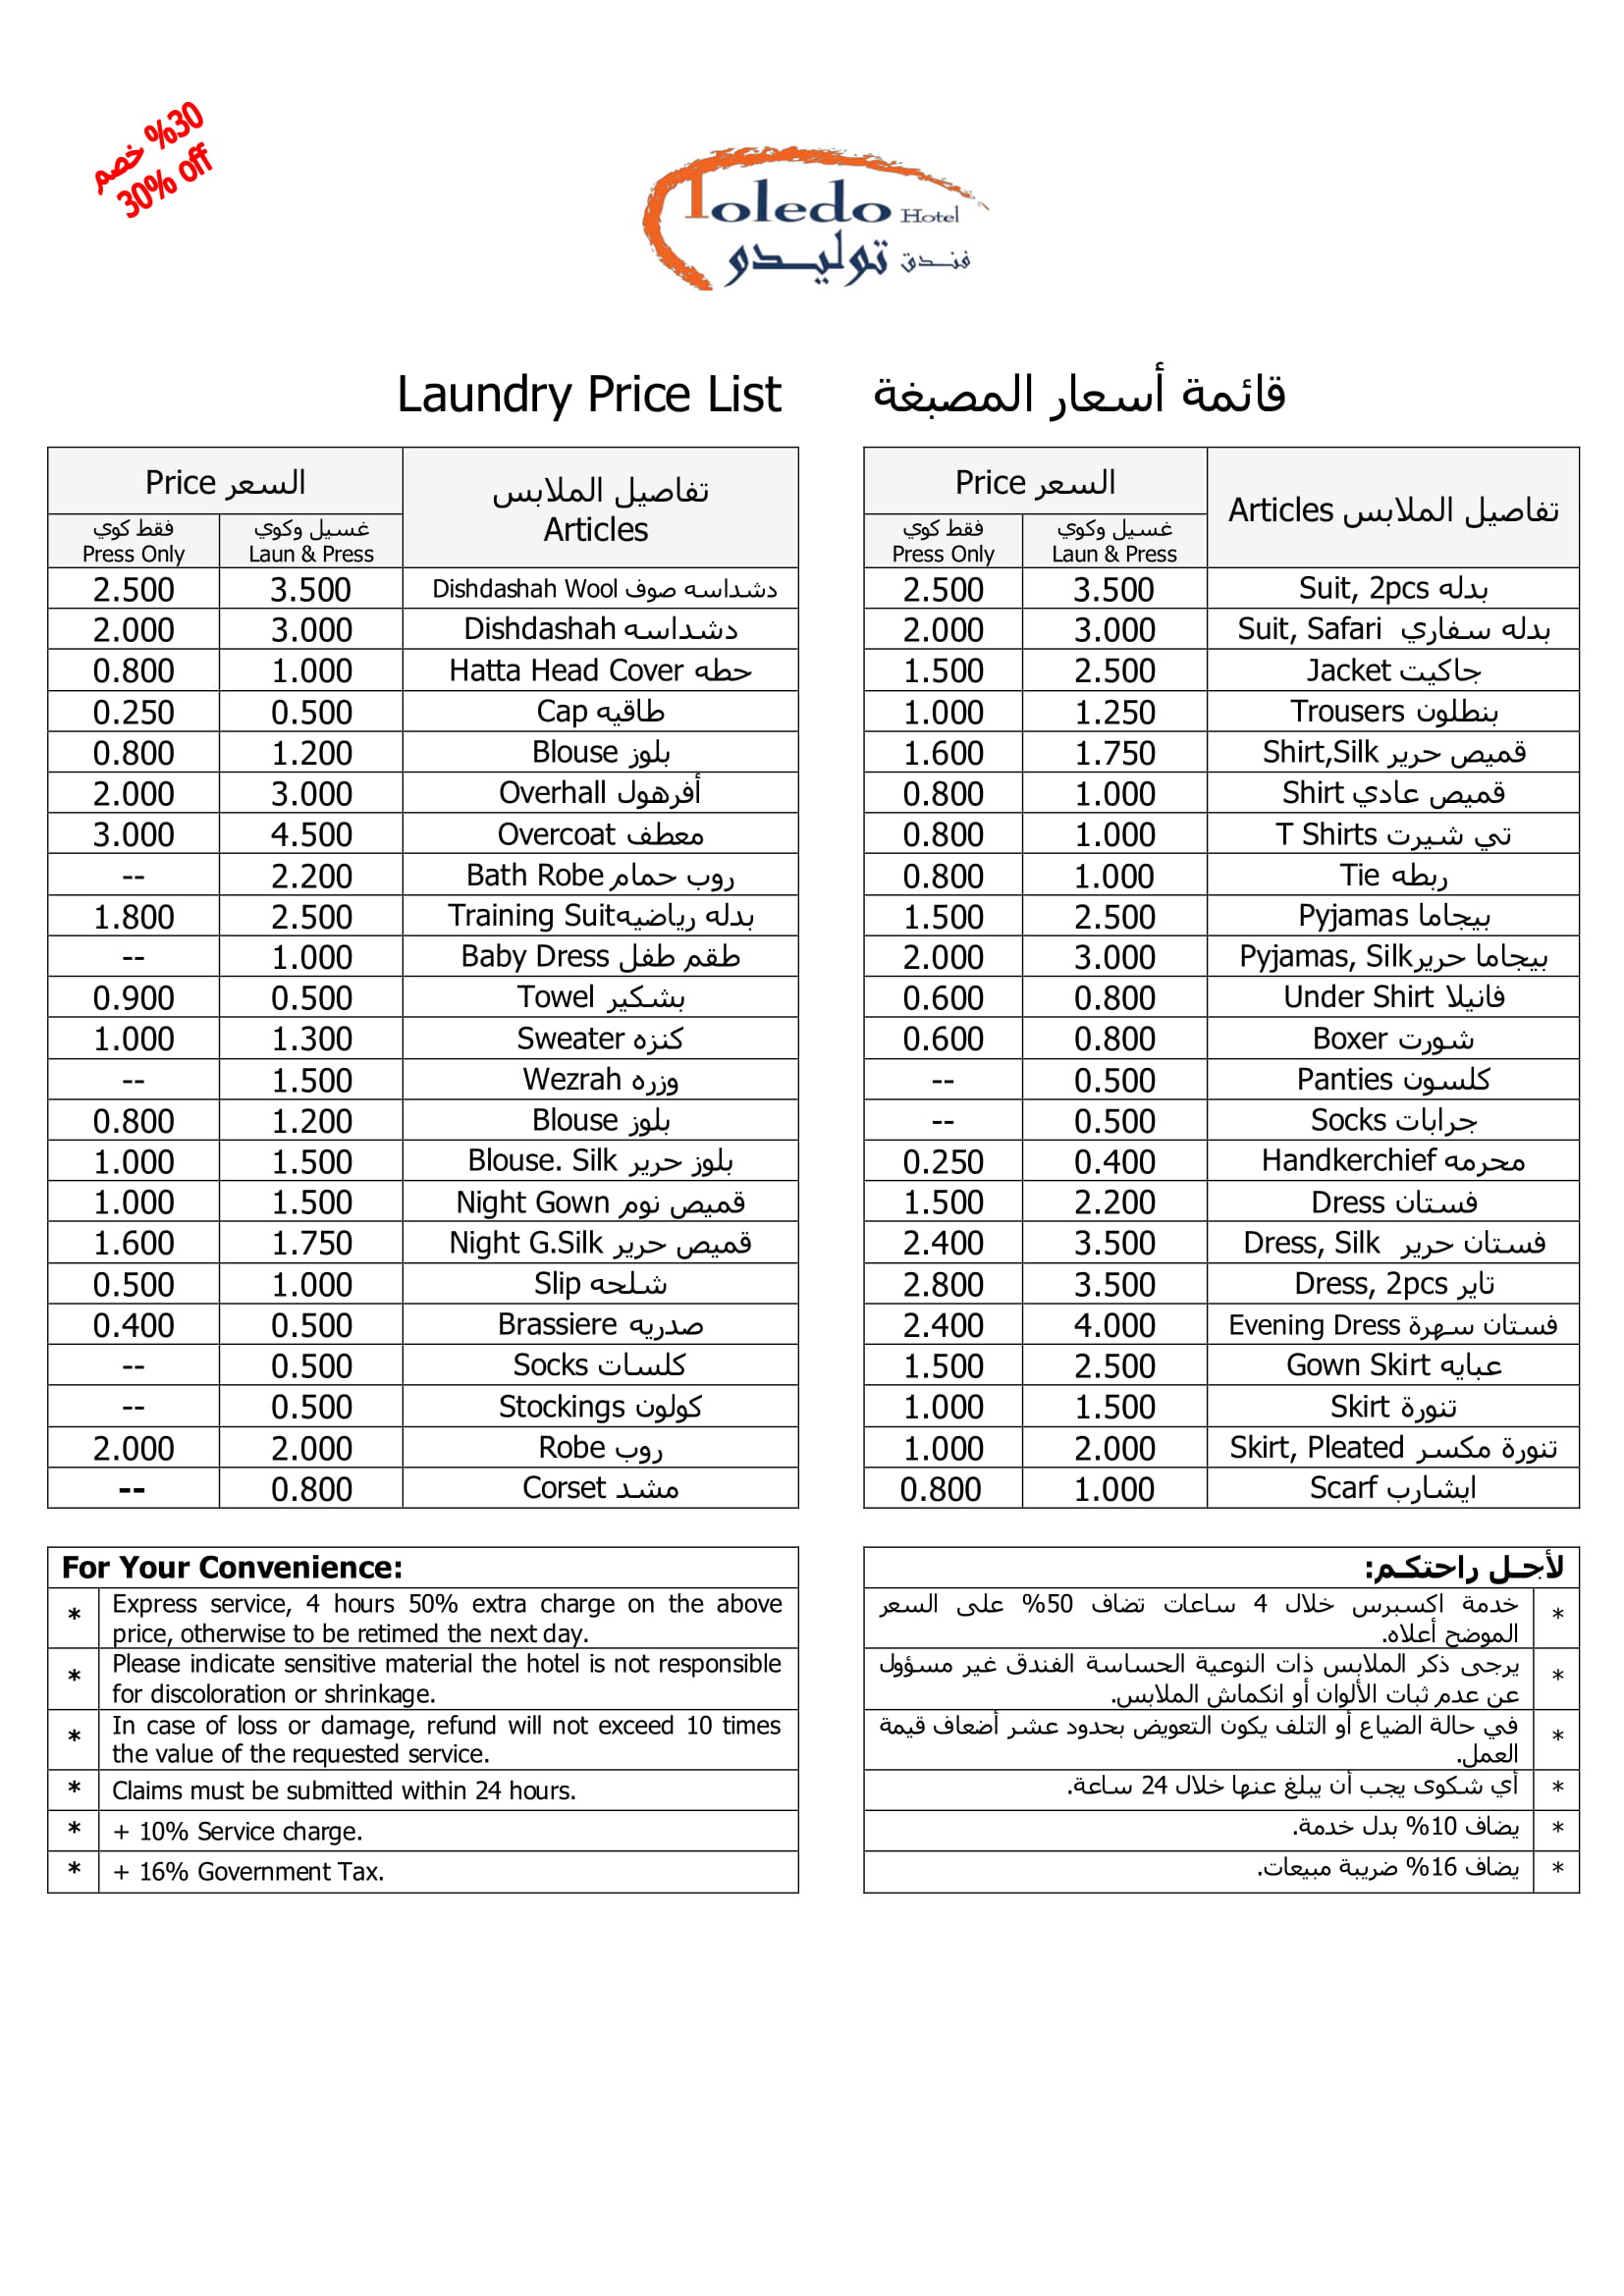 30% خصم
30% off
Toledo Hotel
فندق توليدو
Laundry Price List قائمة أسعار المصبغة
Price السعر تفاصيل الملابس
Articles
فقط كوي غسيل وكوي
Press Only Laun & Press
2.500 3.500 Dishdashah Wool دشداسه صوف
2.000 3.000 Dishdashah دشداسه
0.800 1.000 Hatta Head Cover حطه
0.250 0.500 Cap طاقيه
0.800 1.200 Blouse بلوز
2.000 3.000 Overhall أفرهول
3.000 4.500 Overcoat معطف
-- 2.200 Bath Robe روب حمام
1.800 2.500 Training Suit بدله رياضيه
-- 1.000 Baby Dress طقم طفل
0.900 0.500 Towel بشكير
1.000 1.300 Sweater كنزه
-- 1.500 Wezrah وزره
0.800 1.200 Blouse بلوز
1.000 1.500 Blouse. Silk بلوز حرير
1.000 1.500 Night Gown قميص نوم
1.600 1.750 Night G.Silk قميص حرير
0.500 1.000 Slip شلحه
0.400 0.500 Brassiere صدريه
-- 0.500 Socks كلسات
-- 0.500 Stockings كولون
2.000 2.000 Robe روب
-- 0.800 Corset مشد
Price السعر Articles تفاصيل الملابس
فقط كوي غسيل وكوي
Press Only Laun & Press
2.500 3.500 Suit, 2pcs بدله
2.000 3.000 Suit, Safari بدله سفاري
1.500 2.500 Jacket جاكيت
1.000 1.250 Trousers بنطلون
1.600 1.750 Shirt,Silk قميص حرير
0.800 1.000 Shirt قميص عادي
0.800 1.000 T Shirts تي شيرت
0.800 1.000 Tie ربطه
1.500 2.500 Pyjamas بيجاما
2.000 3.000 Pyjamas, Silk بيجاما حرير
0.600 0.800 Under Shirt فانيلا
0.600 0.800 Boxer شورت
-- 0.500 Panties كلسون
-- 0.500 Socks جرابات
0.250 0.400 Handkerchief محرمه
1.500 2.200 Dress فستان
2.400 3.500 Dress, Silk فستان حرير
2.800 3.500 Dress, 2pcs تاير
2.400 4.000 Evening Dress فستان سهرة
1.500 2.500 Gown Skirt عبايه
1.000 1.500 Skirt تنورة
1.000 2.000 Skirt, Pleated تنورة مكسر
0.800 1.000 Scarf ايشارب
For Your Convenience:
* Express service, 4 hours 50% extra charge on the above
price, otherwise to be retimed the next day.
* Please indicate sensitive material the hotel is not responsible
for discoloration or shrinkage.
* In case of loss or damage, refund will not exceed 10 times
the value of the requested service.
* Claims must be submitted within 24 hours.
* + 10% Service charge.
* + 16% Government Tax.
لأجل راحتكم:
* خدمة اكسبرس خلال 4 ساعات تضاف 50% على السعر
الموضح أعلاه.
* يرجى ذكر الملابس ذات النوعية الحساسة الفندق غير مسؤول
عن عدم ثبات الألوان أو انكماش الملابس.
* في حالة الضياع أو التلف يكون التعويض بحدود عشر أضعاف قيمة
العمل.
* أي شكوى يجب أن يبلغ عنها خلال 24 ساعة.
* يضاف 10% بدل خدمة.
* يضاف 16% ضريبة مبيعات.